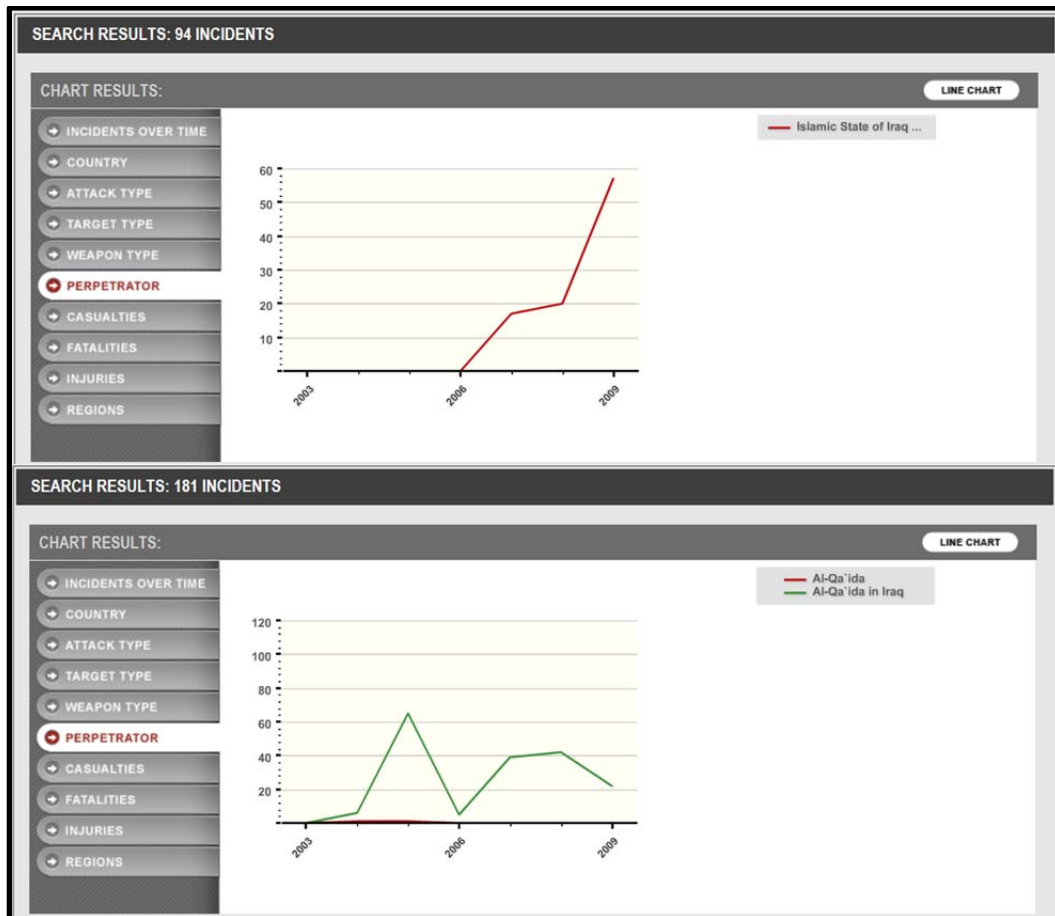 SEARCH RESULTS: 94 INCIDENTS
CHART RESULTS:
LINE CHART
INCIDENTS OVER TIME
COUNTRY
ATTACK TYPE
TARGET TYPE
WEAPON TYPE
PERPETRATOR
CASUALTIES
FATALITIES
INJURIES
REGIONS
Islamic State of Iraq ...
60
50
40
30
20
10
2003
2006
2009
SEARCH RESULTS: 181 INCIDENTS
CHART RESULTS:
LINE CHART
INCIDENTS OVER TIME
COUNTRY
ATTACK TYPE
TARGET TYPE
WEAPON TYPE
PERPETRATOR
CASUALTIES
FATALITIES
INJURIES
REGIONS
Al-Qa`ida
Al-Qa`ida in Iraq
120
100
80
60
40
20
2003
2006
2009